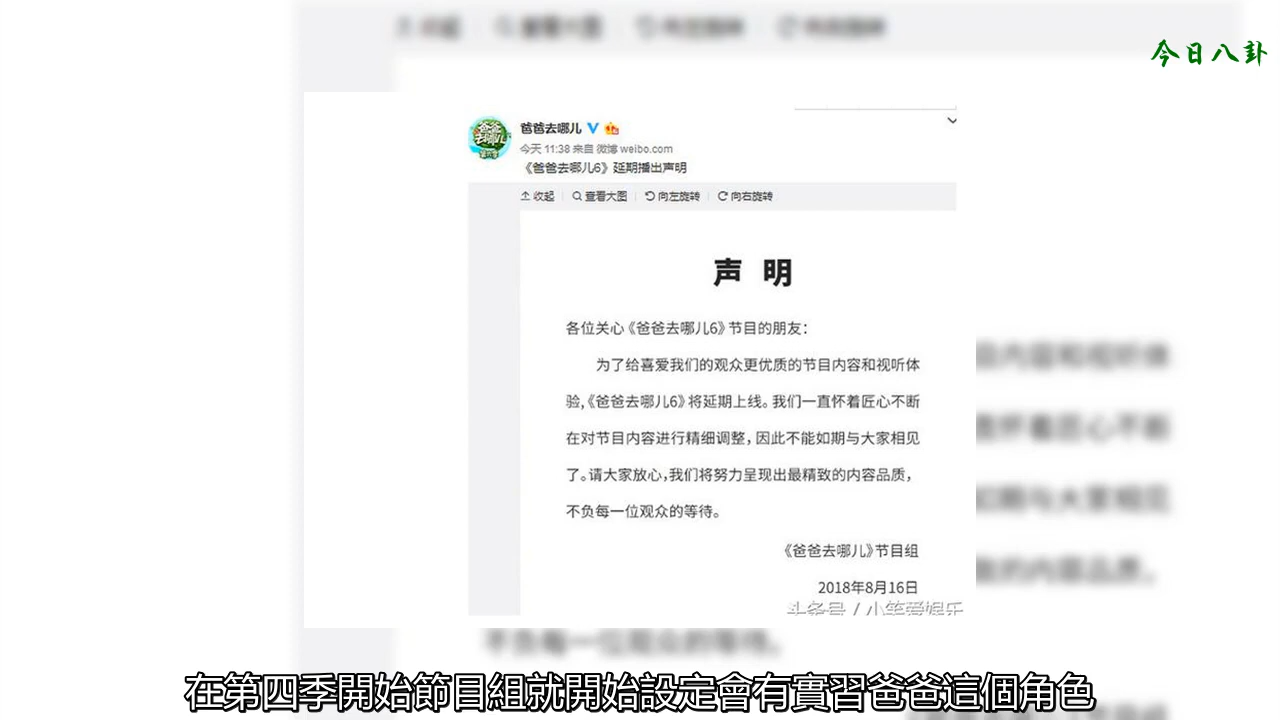 今日八卦
爸爸去哪儿
今天 11:38 来自 微博 weibo.com
《爸爸去哪儿6》延期播出声明
收起 查看大图 向左旋转 向右旋转
声 明
各位关心《爸爸去哪儿6》节目的朋友：
为了给喜爱我们的观众更优质的节目内容和视听体
验,《爸爸去哪儿6》将延期上线。我们一直怀着匠心不断
在对节目内容进行精细调整，因此不能如期与大家相见
了。请大家放心，我们将努力呈现出最精致的内容品质，
不负每一位观众的等待。
《爸爸去哪儿》节目组
2018年8月16日
头条号 / 小笑爱娱乐
在第四季開始節目組就開始設定會有實習爸爸這個角色